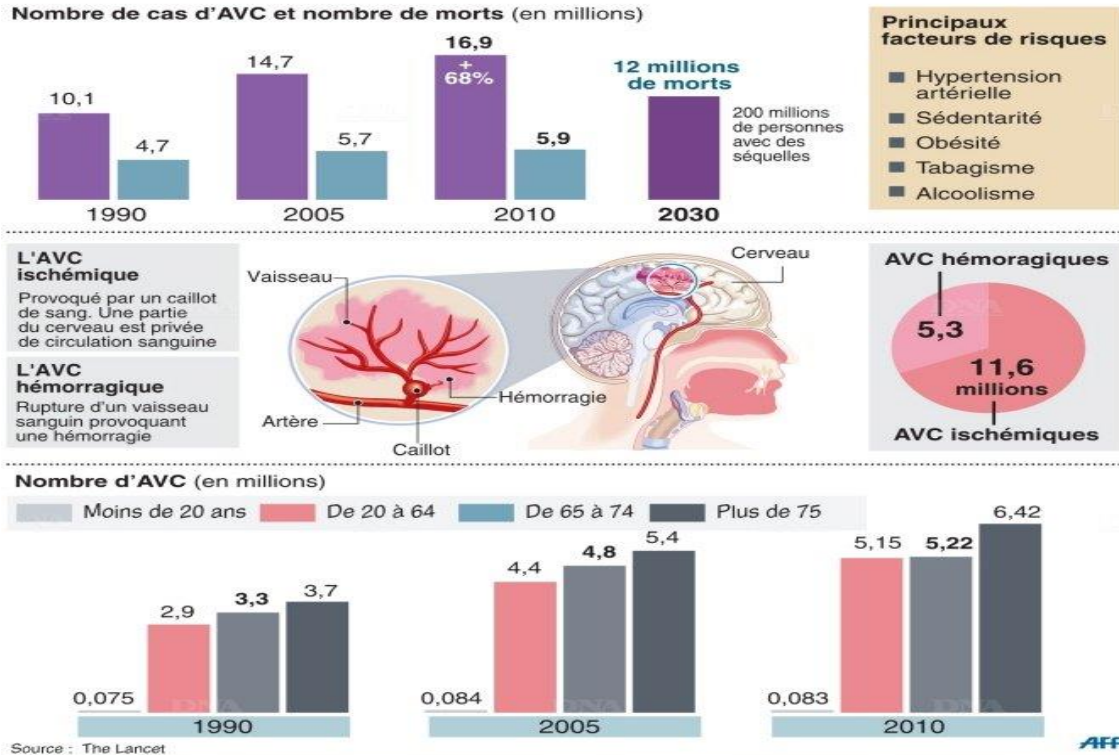 Nombre de cas d'AVC et nombre de morts (en millions)
10,1
4,7
1990
14,7
5,7
2005
16,9
+
68%
5,9
2010
12 millions
de morts
200 millions
de personnes
avec des
séquelles
2030
Principaux
facteurs de risques
Hypertension
artérielle
Sédentarité
Obésité
Tabagisme
Alcoolisme
L'AVC
ischémique
Provoqué par un caillot
de sang. Une partie
du cerveau est privée
de circulation sanguine
L'AVC
hémorragique
Rupture d'un vaisseau
sanguin provoquant
une hémorragie
Vaisseau
Artère
Caillot
Hémorragie
Cerveau
AVC hémoragiques
5,3
11,6
millions
AVC ischémiques
Nombre d'AVC (en millions)
Moins de 20 ans
De 20 à 64
De 65 à 74
Plus de 75
0,075
2,9
3,3
3,7
1990
0,084
4,4
4,8
5,4
2005
0,083
5,15
5,22
6,42
2010
Source : The Lancet
AFP